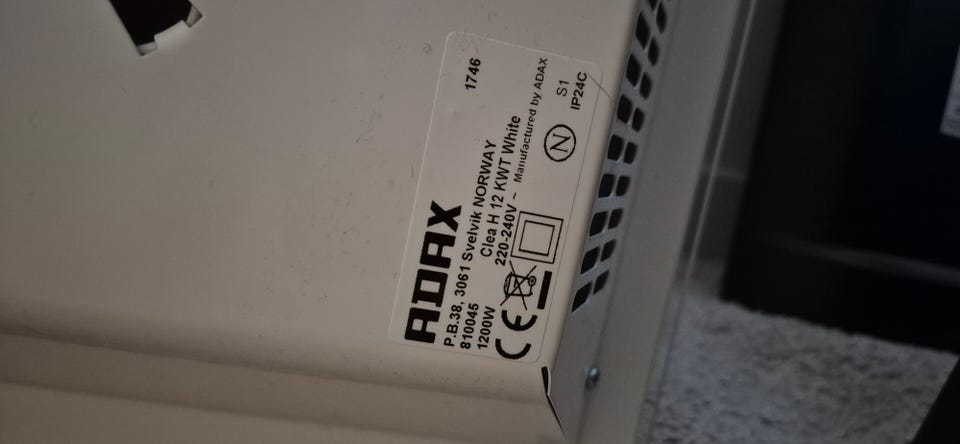 ADAX
1746
P.B.38, 3061 Svelvik NORWAY
810045
Clea H 12 KWT White
1200W
220-240V ~
Manufactured by ADAX
CE
N
S1
IP24C